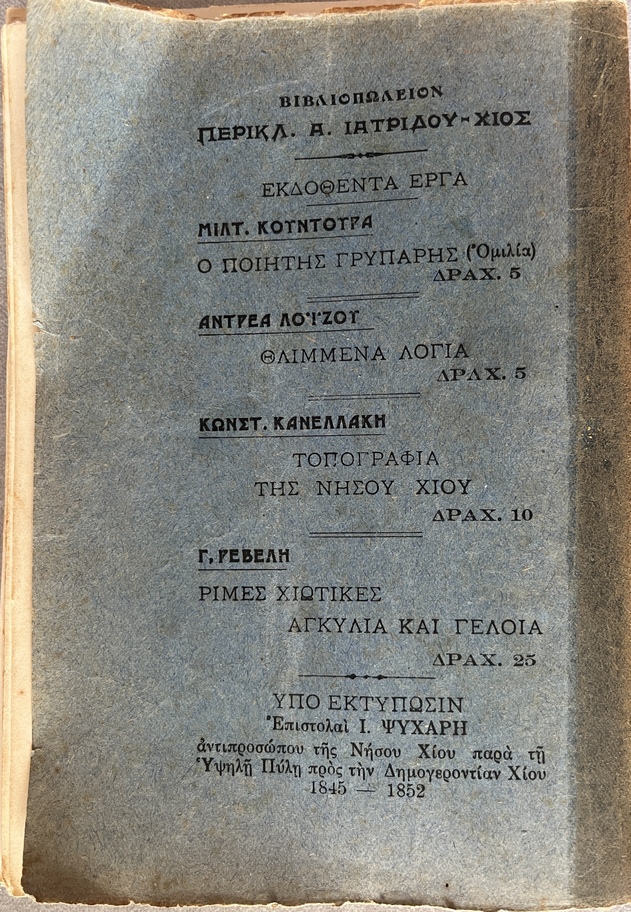 ΒΙΒΛΙΟΠΩΛΕΙΟΝ
ΠΕΡΙΚΛ. Α. ΙΑΤΡΙΔΟΥ-ΧΙΟΣ
ΕΚΔΟΘΕΝΤΑ ΕΡΓΑ
ΜΙΛΤ. ΚΟΥΝΤΟΥΡΑ
Ο ΠΟΙΗΤΗΣ ΓΡΥΠΑΡΗΣ (Ὁμιλία)
ΔΡΑΧ. 5
ΑΝΤΡΕΑ ΛΟΪΖΟΥ
ΘΛΙΜΜΕΝΑ ΛΟΓΙΑ
ΔΡΑΧ. 5
ΚΩΝΣΤ. ΚΑΝΕΛΛΑΚΗ
ΤΟΠΟΓΡΑΦΙΑ
ΤΗΣ ΝΗΣΟΥ ΧΙΟΥ
ΔΡΑΧ. 10
Γ. ΡΕΒΕΛΗ
ΡΙΜΕΣ ΧΙΩΤΙΚΕΣ
ΑΓΚΥΛΙΑ ΚΑΙ ΓΕΛΟΙΑ
ΔΡΑΧ. 25
ΥΠΟ ΕΚΤΥΠΩΣΙΝ
Ἐπιστολαὶ Ι. ΨΥΧΑΡΗ
ἀντιπροσώπου τῆς Νήσου Χίου παρὰ τῇ
Ὑψηλῇ Πύλῃ πρὸς τὴν Δημογεροντίαν Χίου
1845 — 1852